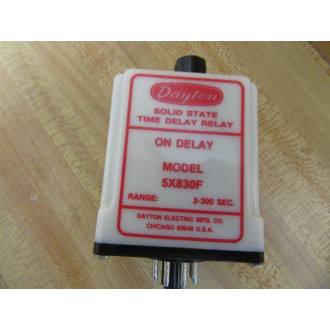 Dayton
SOLID STATE
TIME DELAY RELAY
ON DELAY
MODEL
5X830F
RANGE: 3-300 SEC.
DAYTON ELECTRIC MFG. CO.
CHICAGO 60648 U.S.A.